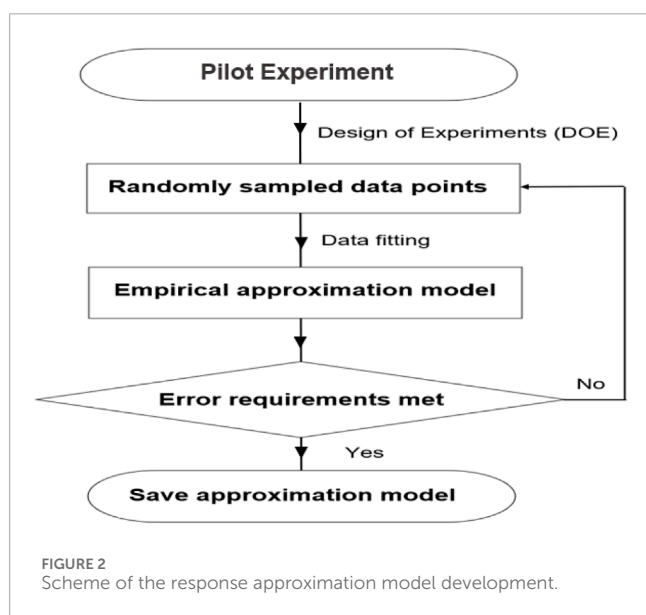 Pilot Experiment
Design of Experiments (DOE)
Randomly sampled data points
Data fitting
Empirical approximation model
Error requirements met
No
Yes
Save approximation model
FIGURE 2
Scheme of the response approximation model development.